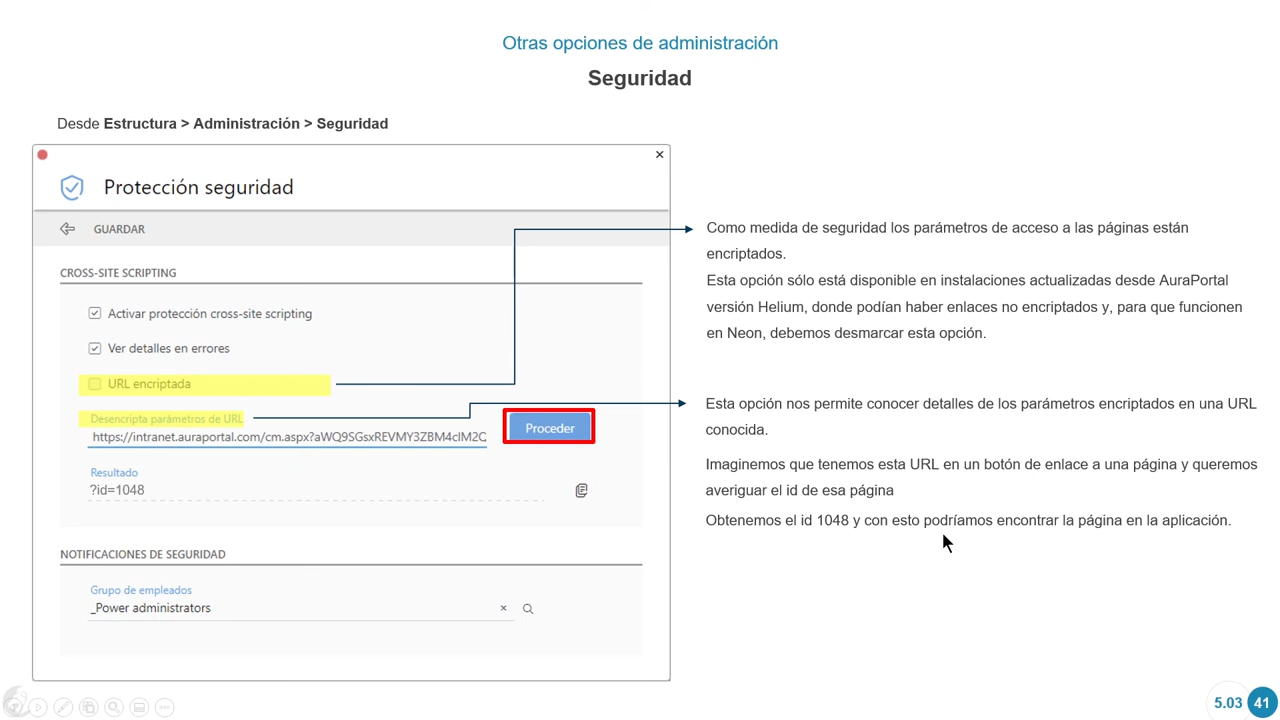 Otras opciones de administración
Seguridad
Desde Estructura > Administración > Seguridad
Protección seguridad
GUARDAR
CROSS-SITE SCRIPTING
Activar protección cross-site scripting
Ver detalles en errores
URL encriptada
Desencripta parámetros de URL
https://intranet.auraportal.com/cm.aspx?aWQ9SGsxREVMY3ZBM4cIM2C
Proceder
Resultado
?id=1048
NOTIFICACIONES DE SEGURIDAD
Grupo de empleados
_Power administrators
Como medida de seguridad los parámetros de acceso a las páginas están
encriptados.
Esta opción sólo está disponible en instalaciones actualizadas desde AuraPortal
versión Helium, donde podían haber enlaces no encriptados y, para que funcionen
en Neon, debemos desmarcar esta opción.
Esta opción nos permite conocer detalles de los parámetros encriptados en una URL
conocida.
Imaginemos que tenemos esta URL en un botón de enlace a una página y queremos
averiguar el id de esa página
Obtenemos el id 1048 y con esto podríamos encontrar la página en la aplicación.
5.03 41